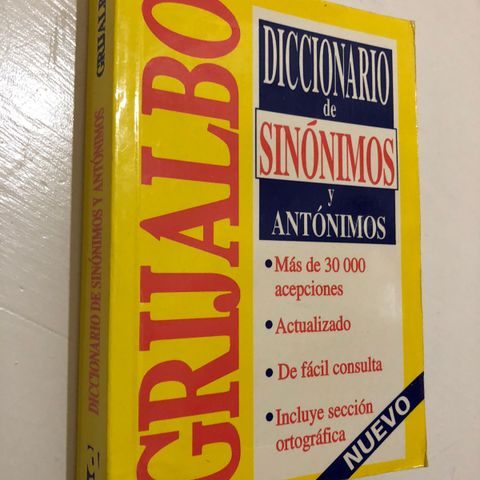 DICCIONARIO
de
SINÓNIMOS
y
ANTÓNIMOS
• Más de 30 000
acepciones
• Actualizado
• De fácil consulta
• Incluye sección
ortográfica
NUEVO
GRIJALBO
DICCIONARIO DE SINÓNIMOS Y ANTÓNIMOS